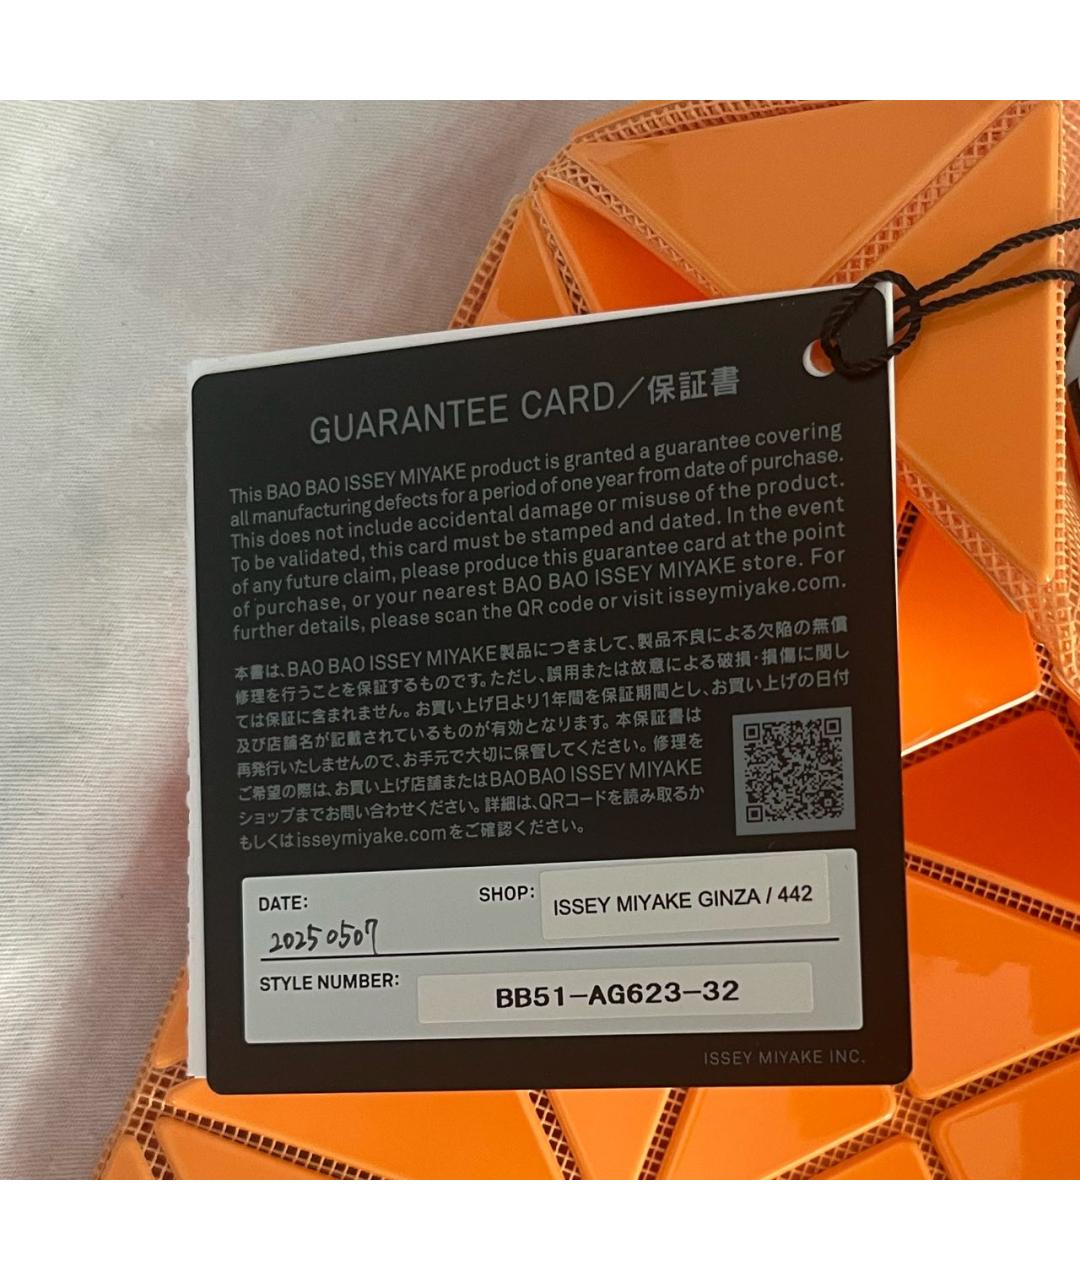 GUARANTEE CARD／保証書
This BAO BAO ISSEY MIYAKE product is granted a guarantee covering
all manufacturing defects for a period of one year from date of purchase.
This does not include accidental damage or misuse of the product.
To be validated, this card must be stamped and dated. In the event
of any future claim, please produce this guarantee card at the point
of purchase, or your nearest BAO BAO ISSEY MIYAKE store. For
further details, please scan the QR code or visit isseymiyake.com.
本書は、BAO BAO ISSEY MIYAKE製品につきまして、製品不良による欠陥の無償
修理を行うことを保証するものです。ただし、誤用または故意による破損・損傷に関し
ては保証に含まれません。お買い上げ日より1年間を保証期間とし、お買い上げの日付
及び店舗名が記載されているものが有効となります。本保証書は
再発行いたしませんので、お手元で大切に保管してください。修理を
ご希望の際は、お買い上げ店舗またはBAO BAO ISSEY MIYAKE
ショップまでお問い合わせください。詳細は、QRコードを読み取るか
もしくはisseymiyake.comをご確認ください。
DATE: 20250507 SHOP: ISSEY MIYAKE GINZA / 442
STYLE NUMBER: BB51-AG623-32
ISSEY MIYAKE INC.